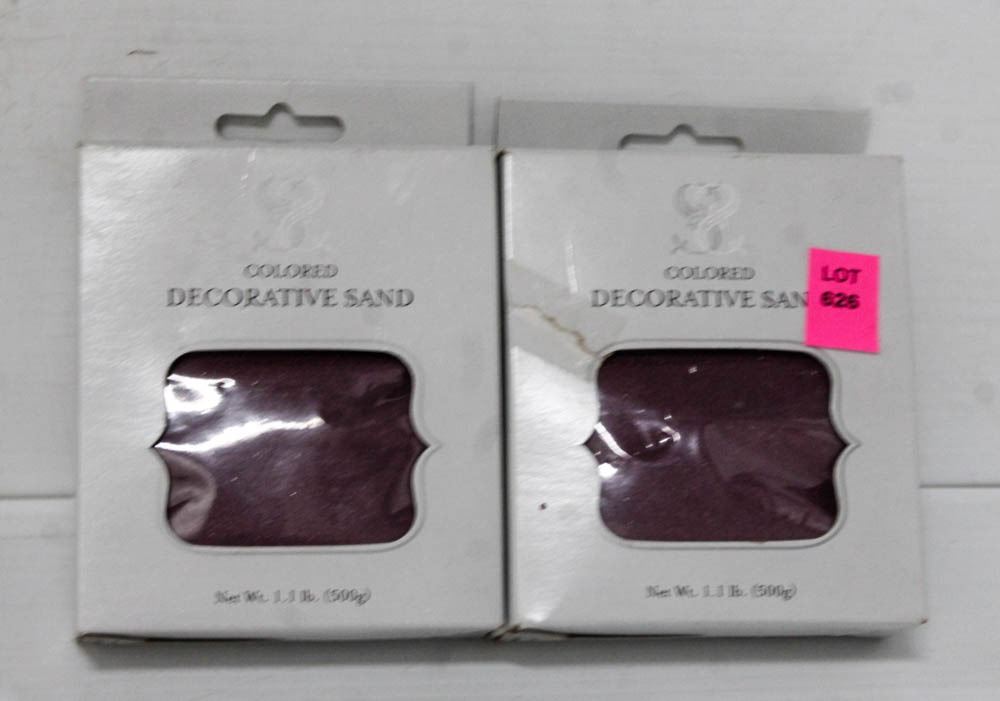 COLORED
DECORATIVE SAND
Net Wt. 1.1 lb. (500g)
COLORED
DECORATIVE SAN
LOT
626
Net Wt. 1.1 lb. (500g)